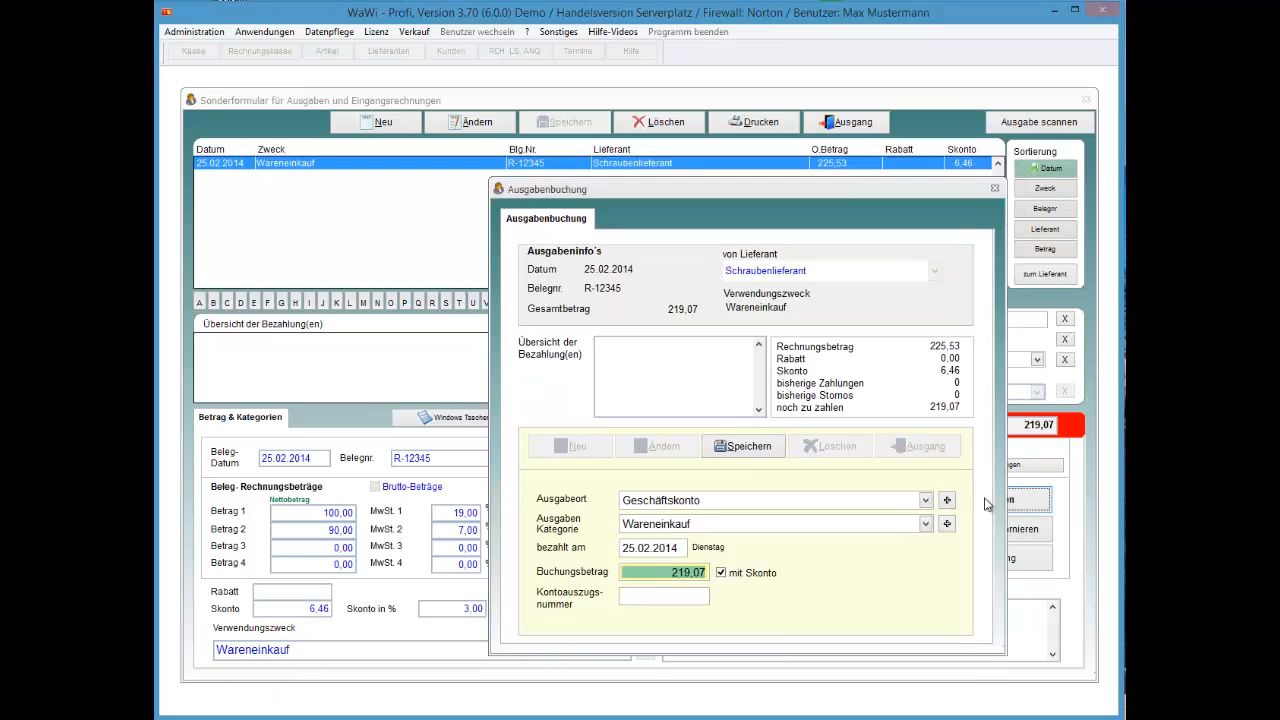 WaWi - Profi, Version 3.70 (6.0.0) Demo / Handelsversion Serverplatz / Firewall: Norton / Benutzer: Max Mustermann
Administration Anwendungen Datenpflege Lizenz Verkauf Benutzer wechseln ? Sonstiges Hilfe-Videos Programm beenden
Kasse Rechnungskasse Artikel Lieferanten Kunden RCH, LS, ANG Termine Hilfe
Sonderformular für Ausgaben und Eingangsrechnungen
Neu Ändern Speichern Löschen Drucken Ausgang Ausgabe scannen
Datum Zweck Blg.Nr. Lieferant O.Betrag Rabatt Skonto
25.02.2014 Wareneinkauf R-12345 Schraubenlieferant 225,53 6,46
Sortierung
Datum
Zweck
Belegnr
Lieferant
Betrag
zum Lieferant
A B C D E F G H I J K L M N O P Q R S T U V
Übersicht der Bezahlung(en)
X
X
X
X
219,07
Betrag & Kategorien
Beleg-
Datum 25.02.2014 Belegnr. R-12345
Beleg- Rechnungsbeträge Brutto-Beträge
Nettobetrag
Betrag 1 100,00 MwSt. 1 19,00
Betrag 2 90,00 MwSt. 2 7,00
Betrag 3 0,00 MwSt. 3 0,00
Betrag 4 0,00 MwSt. 4 0,00
Rabatt
Skonto 6,46 Skonto in % 3,00
Verwendungszweck
Wareneinkauf
Ausgabenbuchung
Ausgabenbuchung
Ausgabeninfo´s
Datum 25.02.2014
Belegnr. R-12345
Gesamtbetrag 219,07
von Lieferant
Schraubenlieferant
Verwendungszweck
Wareneinkauf
Übersicht der
Bezahlung(en)
Rechnungsbetrag 225,53
Rabatt 0,00
Skonto 6,46
bisherige Zahlungen 0
bisherige Stornos 0
noch zu zahlen 219,07
Neu Ändern Speichern Löschen Ausgang
Ausgabeort Geschäftskonto
Ausgaben
Kategorie Wareneinkauf
bezahlt am 25.02.2014 Dienstag
Buchungsbetrag 219,07 mit Skonto
Kontoauszugs-
nummer